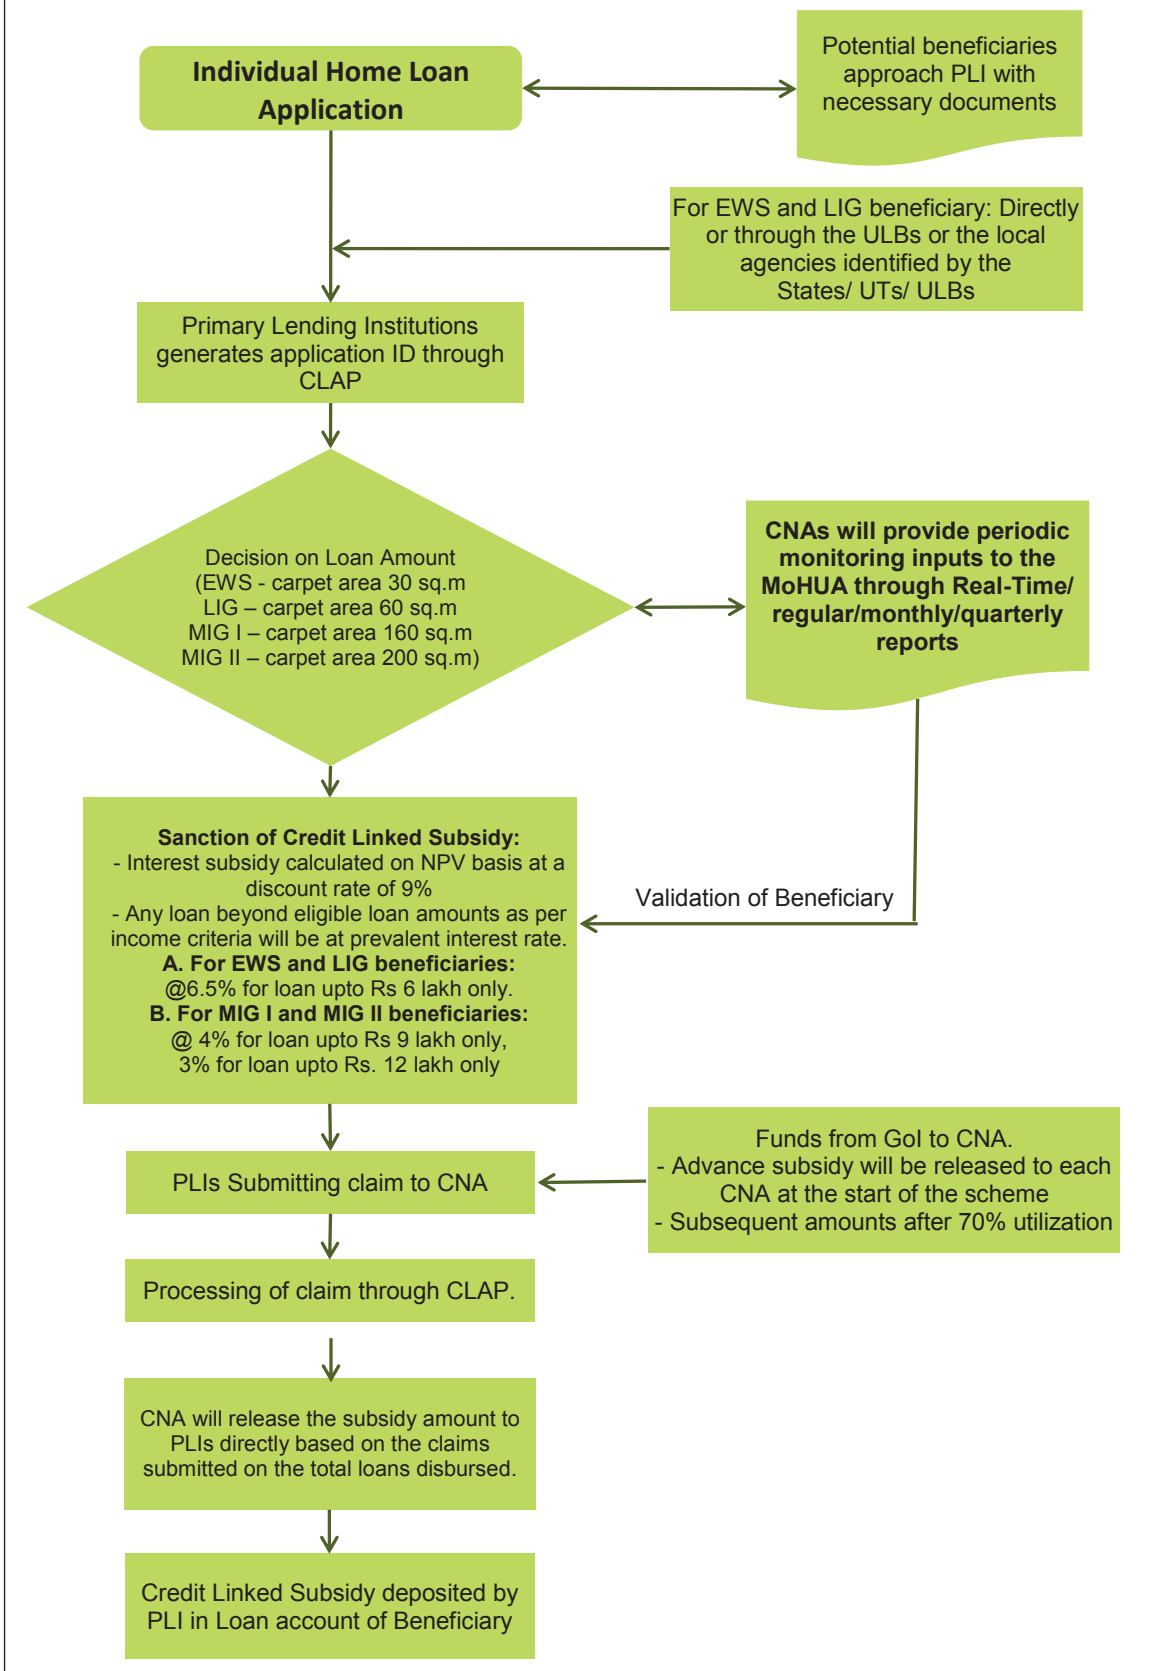 Individual Home Loan
Application
Potential beneficiaries
approach PLI with
necessary documents
For EWS and LIG beneficiary: Directly
or through the ULBs or the local
agencies identified by the
States/ UTs/ ULBs
Primary Lending Institutions
generates application ID through
CLAP
Decision on Loan Amount
(EWS - carpet area 30 sq.m
LIG – carpet area 60 sq.m
MIG I – carpet area 160 sq.m
MIG II – carpet area 200 sq.m)
CNAs will provide periodic
monitoring inputs to the
MoHUA through Real-Time/
regular/monthly/quarterly
reports
Sanction of Credit Linked Subsidy:
- Interest subsidy calculated on NPV basis at a
discount rate of 9%
- Any loan beyond eligible loan amounts as per
income criteria will be at prevalent interest rate.
A. For EWS and LIG beneficiaries:
@6.5% for loan upto Rs 6 lakh only.
B. For MIG I and MIG II beneficiaries:
@ 4% for loan upto Rs 9 lakh only,
3% for loan upto Rs. 12 lakh only
Validation of Beneficiary
PLIs Submitting claim to CNA
Funds from GoI to CNA.
- Advance subsidy will be released to each
CNA at the start of the scheme
- Subsequent amounts after 70% utilization
Processing of claim through CLAP.
CNA will release the subsidy amount to
PLIs directly based on the claims
submitted on the total loans disbursed.
Credit Linked Subsidy deposited by
PLI in Loan account of Beneficiary